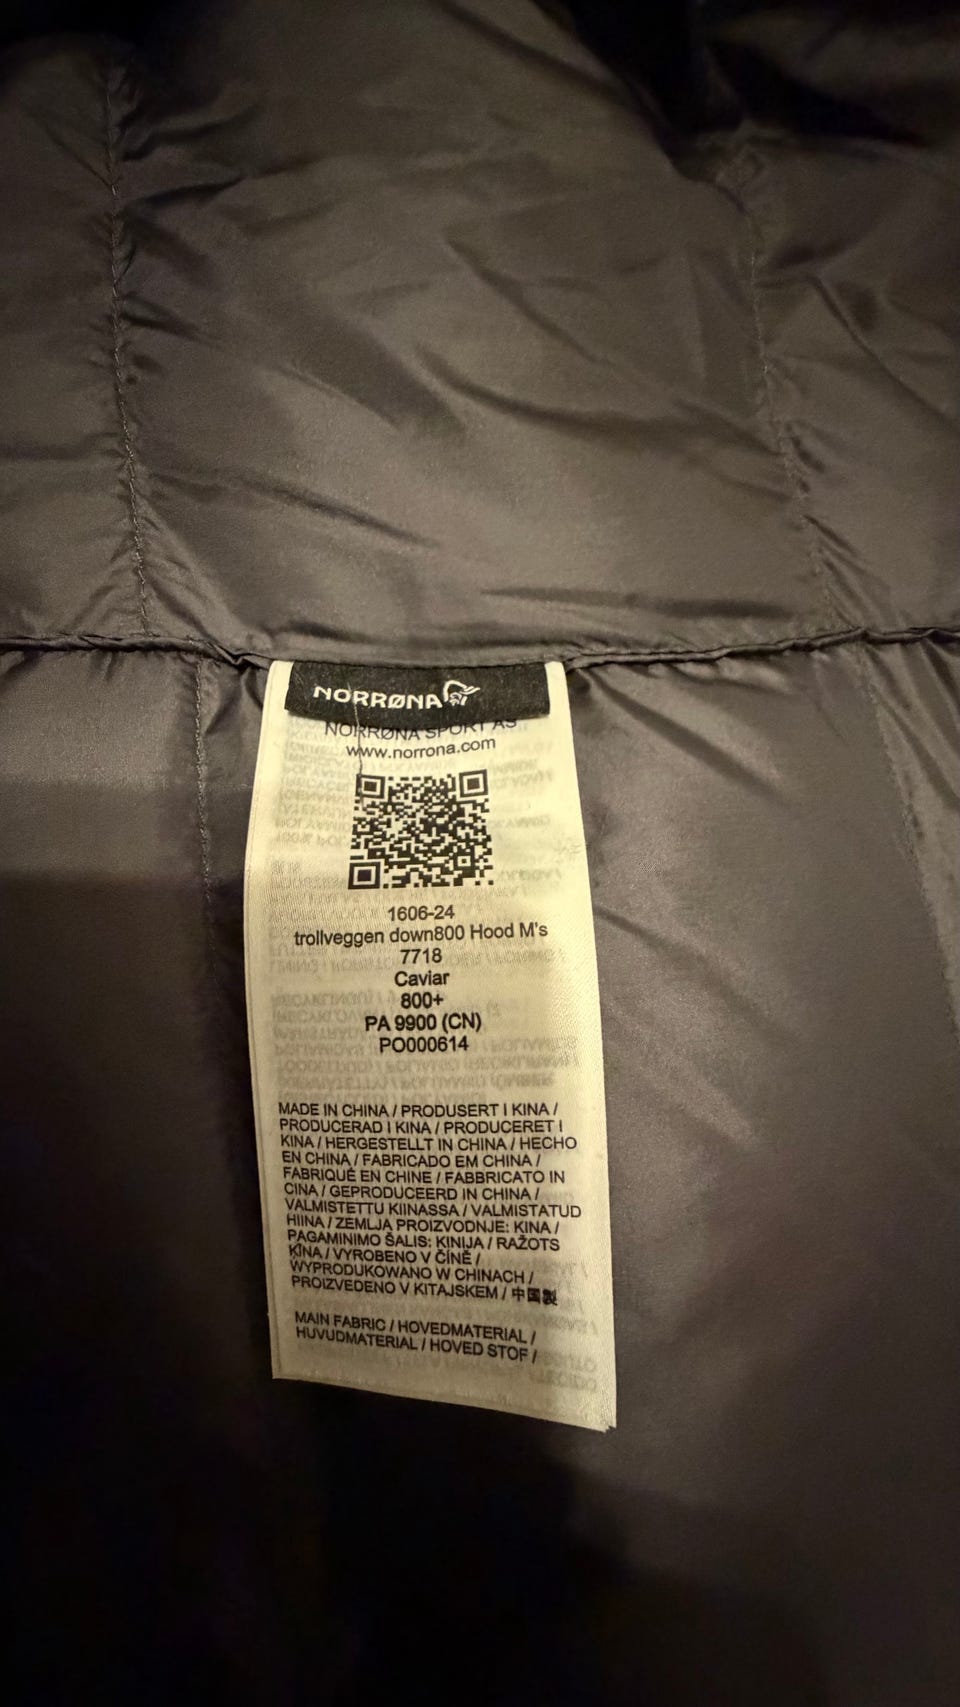 NORRØNA
NORRØNA SPORT AS
www.norrona.com
1606-24
trollveggen down800 Hood M's
7718
Caviar
800+
PA 9900 (CN)
PO000614
MADE IN CHINA / PRODUSERT I KINA /
PRODUCERAD I KINA / PRODUCERET I
KINA / HERGESTELLT IN CHINA / HECHO
EN CHINA / FABRICADO EM CHINA /
FABRIQUÉ EN CHINE / FABBRICATO IN
CINA / GEPRODUCEERD IN CHINA /
VALMISTETTU KIINASSA / VALMISTATUD
HIINA / ZEMLJA PROIZVODNJE: KINA /
PAGAMINIMO ŠALIS: KINIJA / RAŽOTS
ĶĪNA / VYROBENO V ČÍNĚ /
WYPRODUKOWANO W CHINACH /
PROIZVEDENO V KITAJSKEM / 中国製
MAIN FABRIC / HOVEDMATERIAL /
HUVUDMATERIAL / HOVED STOF /